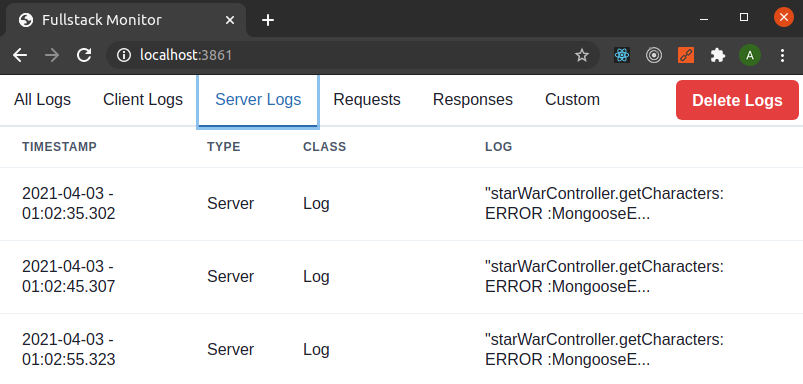 Fullstack Monitor
localhost:3861
A
All Logs Client Logs Server Logs Requests Responses Custom Delete Logs
TIMESTAMP TYPE CLASS LOG
2021-04-03 -
01:02:35.302
Server
Log
"starWarController.getCharacters:
ERROR :MongooseE...
2021-04-03 -
01:02:45.307
Server
Log
"starWarController.getCharacters:
ERROR :MongooseE...
2021-04-03 -
01:02:55.323
Server
Log
"starWarController.getCharacters:
ERROR :MongooseE...